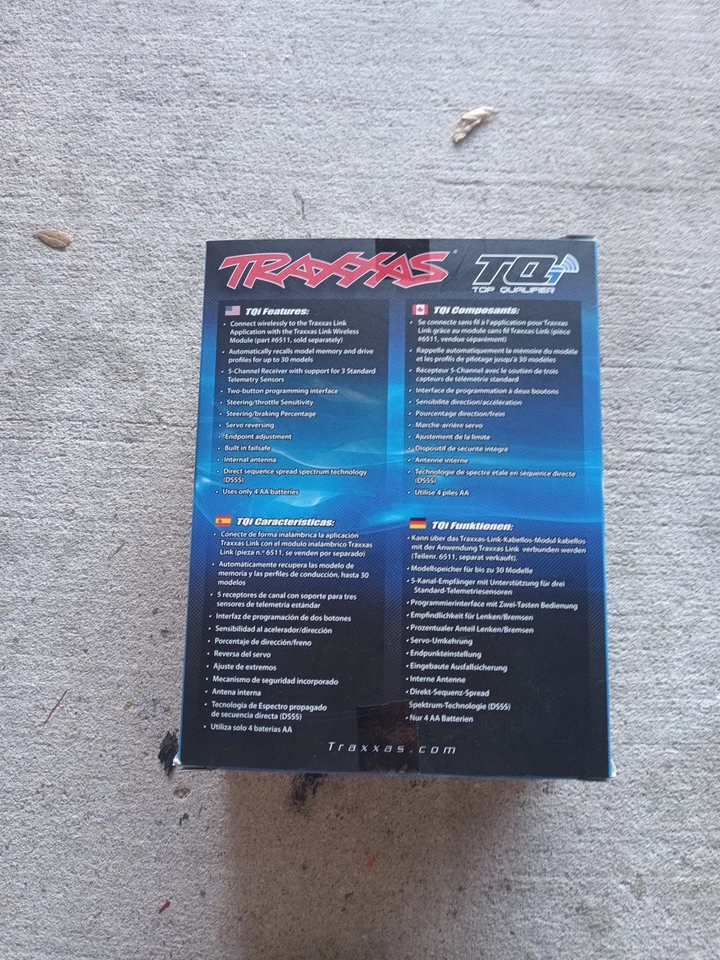 TRAXXAS®
TQi
TOP QUALIFIER
TQi Features:
• Connect wirelessly to the Traxxas Link
Application with the Traxxas Link Wireless
Module (part #6511, sold separately)
• Automatically recalls model memory and drive
profiles for up to 30 models
• 5-Channel Receiver with support for 3 Standard
Telemetry Sensors
• Two-button programming interface
• Steering/throttle Sensitivity
• Steering/braking Percentage
• Servo reversing
• Endpoint adjustment
• Built in failsafe
• Internal antenna
• Direct sequence spread spectrum technology
(DSSS)
• Uses only 4 AA batteries
TQi Composants:
• Se connecte sans fil à l'application pour Traxxas
Link grâce au module sans fil Traxxas Link (pièce
#6511, vendue séparément)
• Rappelle automatiquement la mémoire du modèle
et les profils de pilotage jusqu'à 30 modèles
• Récepteur 5-Channel avec le soutien de trois
capteurs de télémétrie standard
• Interface de programmation à deux boutons
• Sensibilité direction/accélération
• Pourcentage direction/frein
• Marche-arrière servo
• Ajustement de la limite
• Dispositif de sécurité intégré
• Antenne interne
• Technologie de spectre étalé en séquence directe
(DSSS)
• Utilise 4 piles AA
TQi Características:
• Conecte de forma inalámbrica la aplicación
Traxxas Link con el módulo inalámbrico Traxxas
Link (pieza n.º 6511, se venden por separado)
• Automáticamente recupera las modelo de
memoria y las perfiles de conducción, hasta 30
modelos
• 5 receptores de canal con soporte para tres
sensores de telemetria estándar
• Interfaz de programación de dos botones
• Sensibilidad al acelerador/dirección
• Porcentaje de dirección/freno
• Reversa del servo
• Ajuste de extremos
• Mecanismo de seguridad incorporado
• Antena interna
• Tecnología de Espectro propagado
de secuencia directa (DSSS)
• Utiliza solo 4 baterías AA
TQi Funktionen:
• Kann über das Traxxas-Link-Kabellos-Modul kabellos
mit der Anwendung Traxxas Link verbunden werden
(Teilenr. 6511, separat verkauft).
• Modellspeicher für bis zu 30 Modelle
• 5-Kanal-Empfänger mit Unterstützung für drei
Standard-Telemetriesensoren
• Programmierinterface mit Zwei-Tasten Bedienung
• Empfindlichkeit für Lenken/Bremsen
• Prozentualer Anteil Lenken/Bremsen
• Servo-Umkehrung
• Endpunkteinstellung
• Eingebaute Ausfallsicherung
• Interne Antenne
• Direkt-Sequenz-Spread
Spektrum-Technologie (DSSS)
• Nur 4 AA Batterien
Traxxas.com